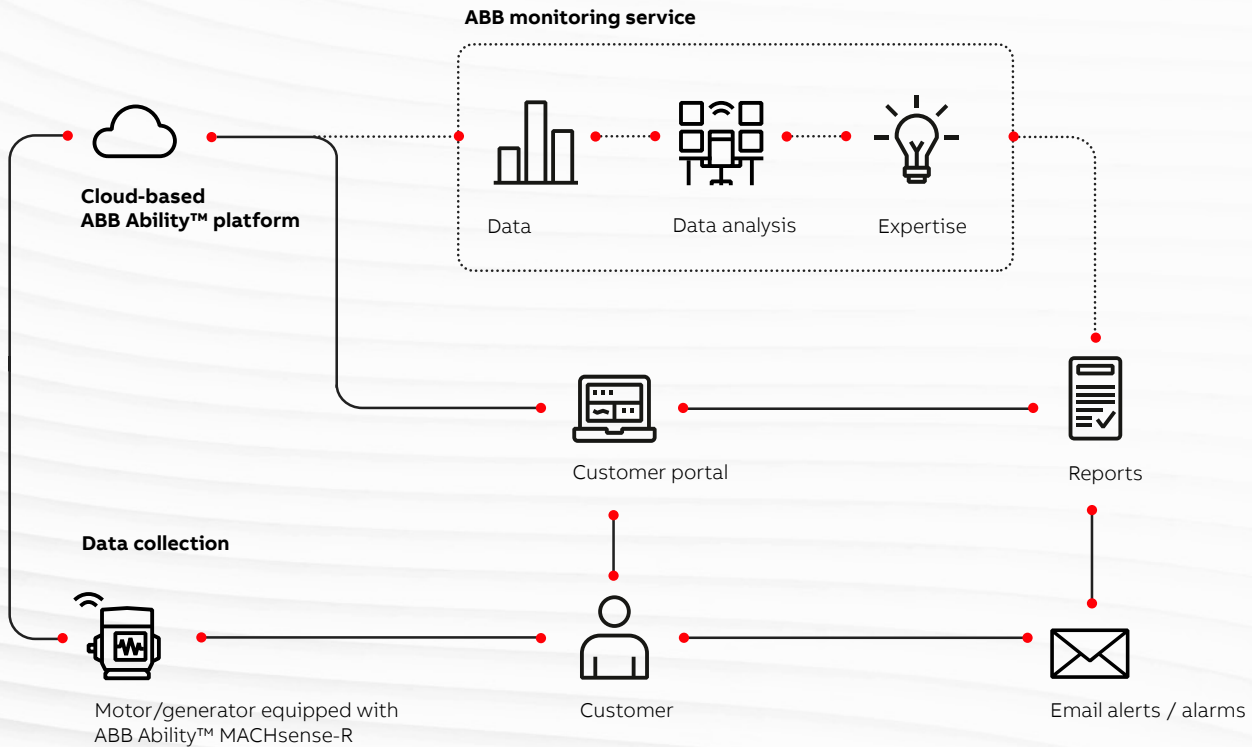 ABB monitoring service
Cloud-based
ABB Ability™ platform
Data
Data analysis
Expertise
Customer portal
Reports
Data collection
Motor/generator equipped with
ABB Ability™ MACHsense-R
Customer
Email alerts / alarms